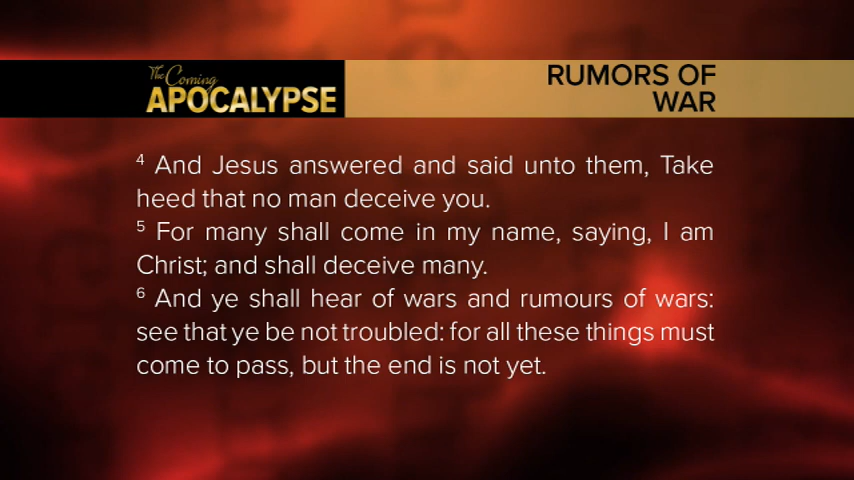 The Coming
APOCALYPSE
RUMORS OF
WAR
⁴ And Jesus answered and said unto them, Take
heed that no man deceive you.
⁵ For many shall come in my name, saying, I am
Christ; and shall deceive many.
⁶ And ye shall hear of wars and rumours of wars:
see that ye be not troubled: for all these things must
come to pass, but the end is not yet.